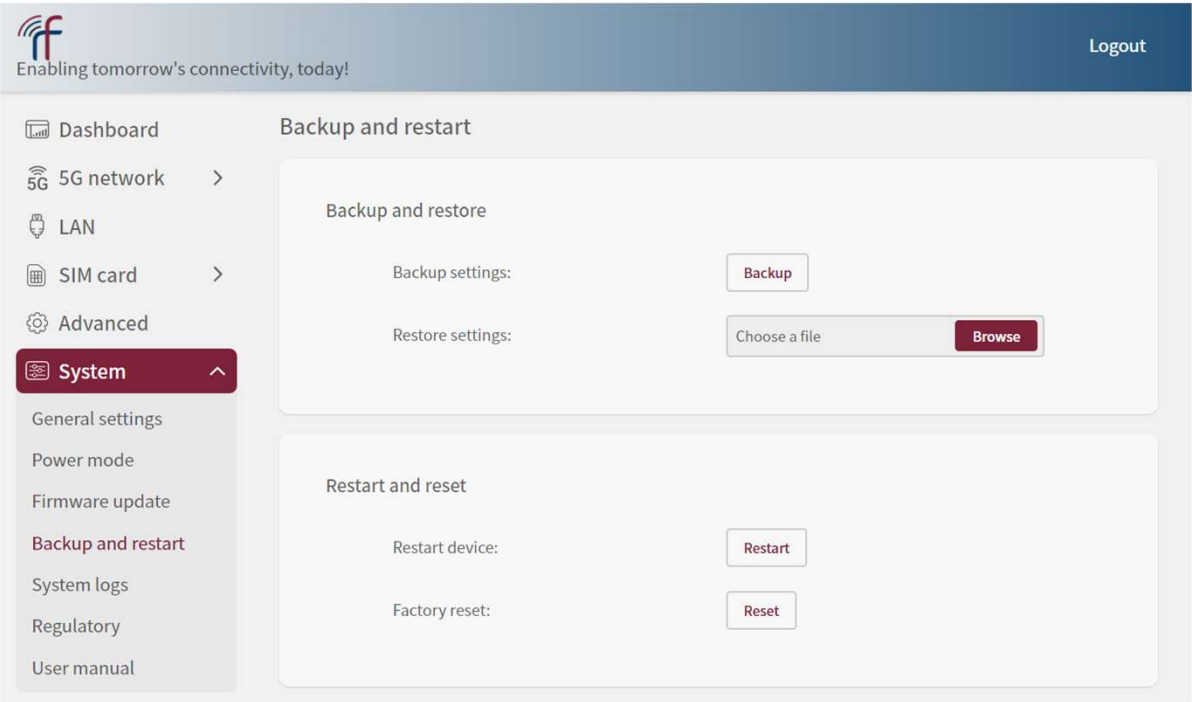 Enabling tomorrow's connectivity, today!
Logout
Dashboard
5G 5G network
LAN
SIM card
Advanced
System
General settings
Power mode
Firmware update
Backup and restart
System logs
Regulatory
User manual
Backup and restart
Backup and restore
Backup settings: Backup
Restore settings: Choose a file Browse
Restart and reset
Restart device: Restart
Factory reset: Reset